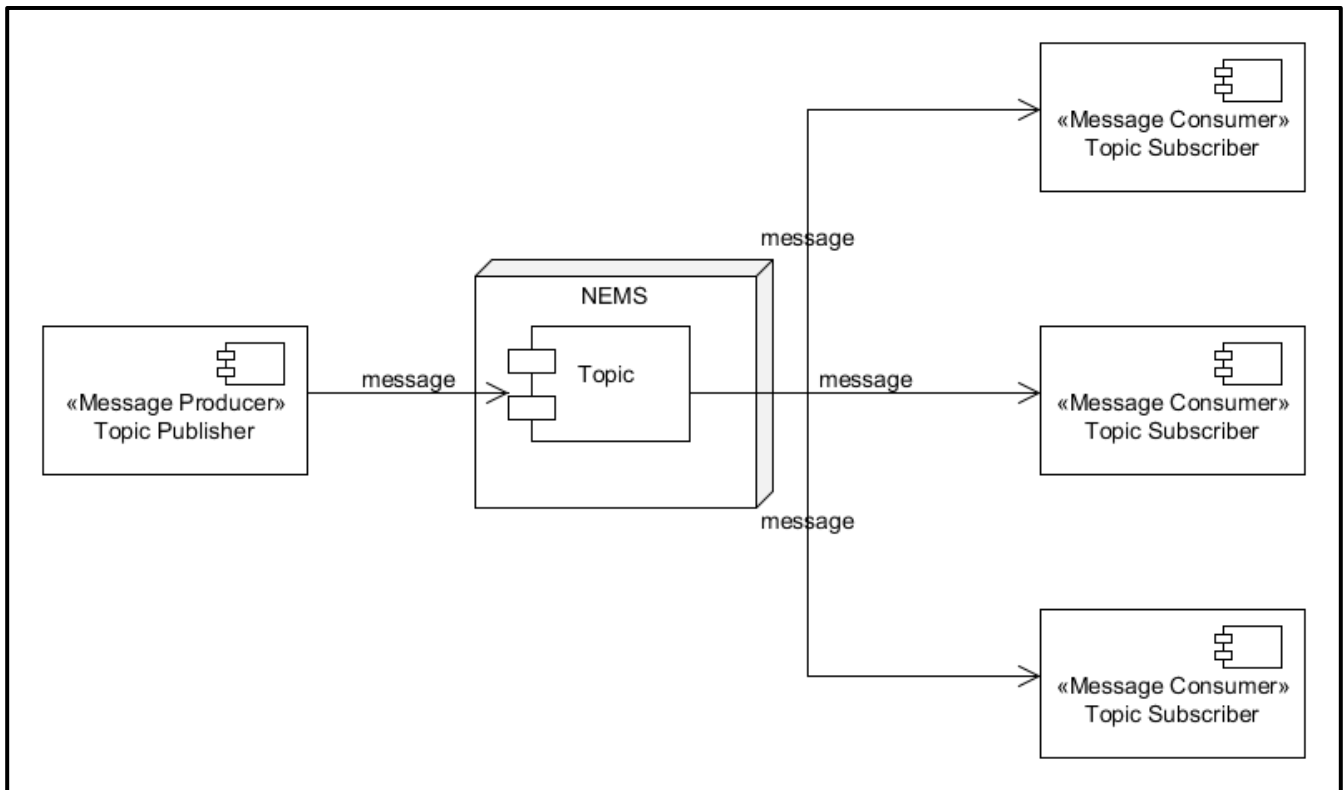 «Message Consumer»
Topic Subscriber
message
NEMS
Topic
message
«Message Producer»
Topic Publisher
message
«Message Consumer»
Topic Subscriber
message
«Message Consumer»
Topic Subscriber